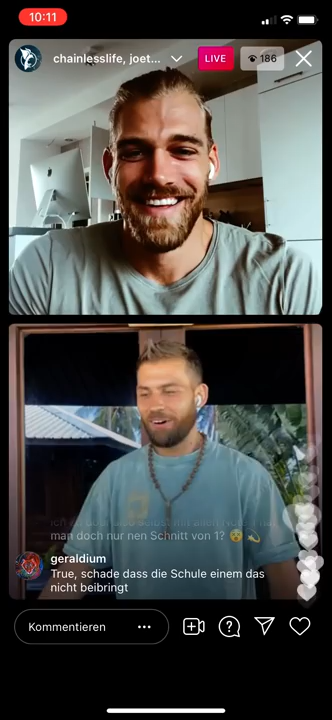 10:11
chainlesslife, joet...
LIVE
186
man doch nur nen Schnitt von 1? 😵💫
geraldium
True, schade dass die Schule einem das
nicht beibringt
Kommentieren